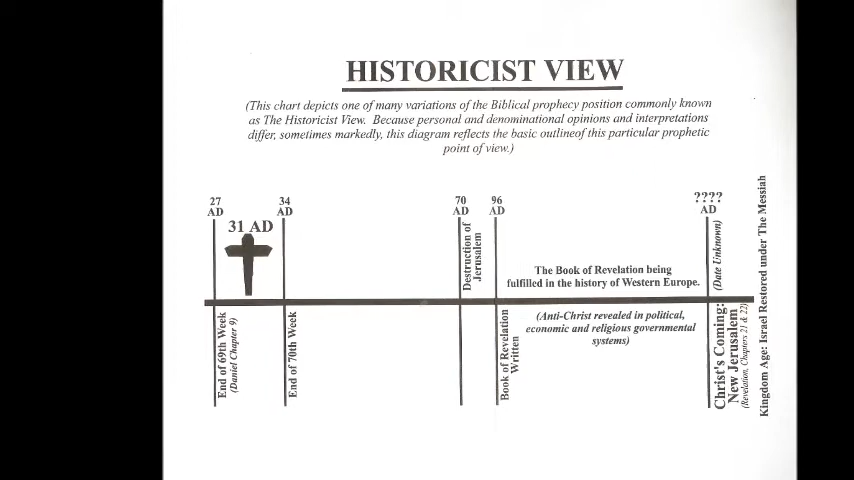 HISTORICIST VIEW
(This chart depicts one of many variations of the Biblical prophecy position commonly known
as The Historicist View. Because personal and denominational opinions and interpretations
differ, sometimes markedly, this diagram reflects the basic outlineof this particular prophetic
point of view.)
27
AD
31 AD
34
AD
70
AD
96
AD
????
AD
Destruction of
Jerusalem
The Book of Revelation being
fulfilled in the history of Western Europe.
(Date Unknown)
End of 69th Week
(Daniel Chapter 9)
End of 70th Week
Book of Revelation
Written
(Anti-Christ revealed in political,
economic and religious governmental
systems)
Christ's Coming:
New Jerusalem
(Revelation, Chapters 21 & 22)
Kingdom Age: Israel Restored under The Messiah